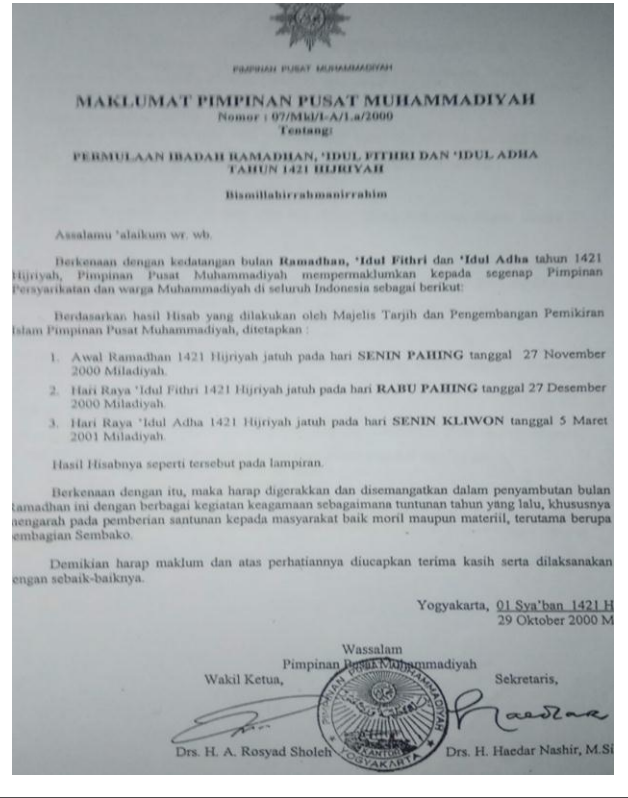 PIMPINAN PUSAT MUHAMMADIYAH
MAKLUMAT PIMPINAN PUSAT MUHAMMADIYAH
Nomor : 07/Mkl/I-A/1.a/2000
Tentang:
PERMULAAN IBADAH RAMADHAN, 'IDUL FITHRI DAN 'IDUL ADHA
TAHUN 1421 HIJRIYAH
Bismillahirrahmanirrahim
Assalamu 'alaikum wr. wb.
Berkenaan dengan kedatangan bulan Ramadhan, 'Idul Fithri dan 'Idul Adha tahun 1421
Hijriyah, Pimpinan Pusat Muhammadiyah mempermaklumkan kepada segenap Pimpinan
Persyarikatan dan warga Muhammadiyah di seluruh Indonesia sebagai berikut:
Berdasarkan hasil Hisab yang dilakukan oleh Majelis Tarjih dan Pengembangan Pemikiran
Islam Pimpinan Pusat Muhammadiyah, ditetapkan :
1. Awal Ramadhan 1421 Hijriyah jatuh pada hari SENIN PAHING tanggal 27 November
2000 Miladiyah.
2. Hari Raya 'Idul Fithri 1421 Hijriyah jatuh pada hari RABU PAHING tanggal 27 Desember
2000 Miladiyah.
3. Hari Raya 'Idul Adha 1421 Hijriyah jatuh pada hari SENIN KLIWON tanggal 5 Maret
2001 Miladiyah.
Hasil Hisabnya seperti tersebut pada lampiran.
Berkenaan dengan itu, maka harap digerakkan dan disemangatkan dalam penyambutan bulan
Ramadhan ini dengan berbagai kegiatan keagamaan sebagaimana tuntunan tahun yang lalu, khususnya
mengarah pada pemberian santunan kepada masyarakat baik moril maupun materiil, terutama berupa
embagian Sembako.
Demikian harap maklum dan atas perhatiannya diucapkan terima kasih serta dilaksanakan
engan sebaik-baiknya.
Yogyakarta, 01 Sya'ban 1421 H
29 Oktober 2000 M
Wassalam
Pimpinan Pusat Muhammadiyah
Wakil Ketua, Sekretaris,
PIMPINAN PUSAT MUHAMMADIYAH
KANTOR
YOGYAKARTA
Haedar
Drs. H. A. Rosyad Sholeh Drs. H. Haedar Nashir, M.Si